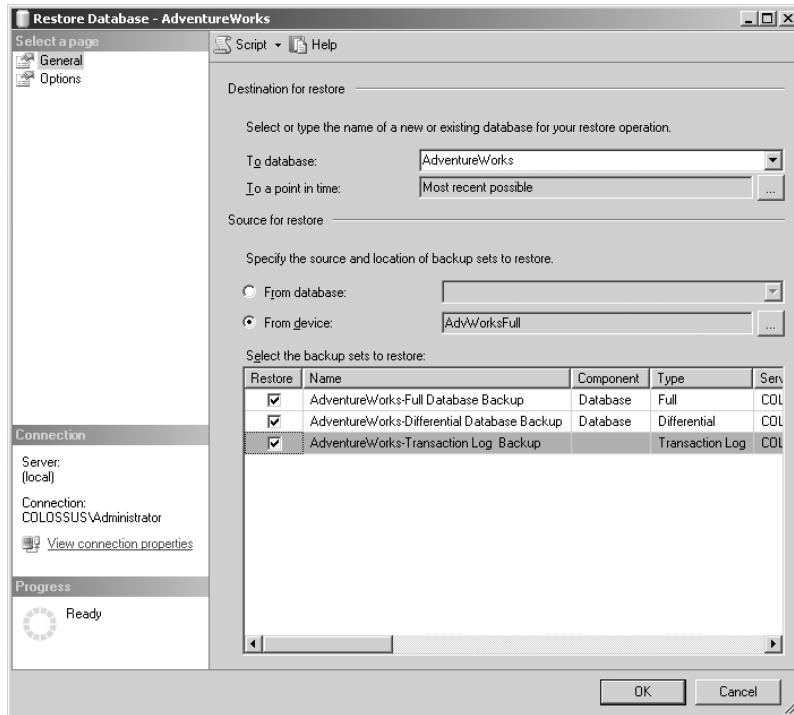 Restore Database - AdventureWorks
Select a page
General
Options
Script
Help
Destination for restore
Select or type the name of a new or existing database for your restore operation.
To database:
AdventureWorks
To a point in time:
Most recent possible
...
Source for restore
Specify the source and location of backup sets to restore.
From database:
From device:
AdvWorksFull
...
Select the backup sets to restore:
Restore Name Component Type Serv
AdventureWorks-Full Database Backup Database Full COL
AdventureWorks-Differential Database Backup Database Differential COL
AdventureWorks-Transaction Log Backup Transaction Log COL
Connection
Server:
(local)
Connection:
COLOSSUS\Administrator
View connection properties
Progress
Ready
OK
Cancel